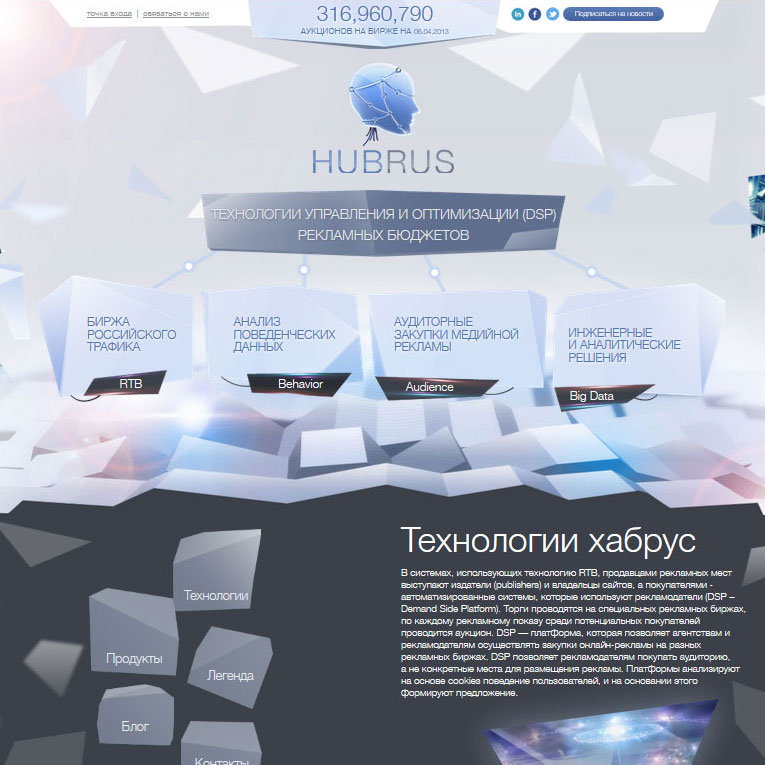 точка входа | связаться с нами
316,960,790
АУКЦИОНОВ НА БИРЖЕ НА 08.04.2013
in f Подписаться на новости
HUBRUS
ТЕХНОЛОГИИ УПРАВЛЕНИЯ И ОПТИМИЗАЦИИ (DSP)
РЕКЛАМНЫХ БЮДЖЕТОВ
БИРЖА
РОССИЙСКОГО
ТРАФИКА
RTB
АНАЛИЗ
ПОВЕДЕНЧЕСКИХ
ДАННЫХ
Behavior
АУДИТОРНЫЕ
ЗАКУПКИ МЕДИЙНОЙ
РЕКЛАМЫ
Audience
ИНЖЕНЕРНЫЕ
И АНАЛИТИЧЕСКИЕ
РЕШЕНИЯ
Big Data
Технологии
Продукты
Легенда
Блог
Контакты
Технологии хабрус
В системах, использующих технологию RTB, продавцами рекламных мест
выступают издатели (publishers) и владельцы сайтов, а покупателями -
автоматизированные системы, которые используют рекламодатели (DSP –
Demand Side Platform). Торги проводятся на специальных рекламных биржах,
по каждому рекламному показу среди потенциальных покупателей
проводится аукцион. DSP — платформа, которая позволяет агентствам и
рекламодателям осуществлять закупки онлайн-рекламы на разных
рекламных биржах. DSP позволяет рекламодателям покупать аудиторию,
а не конкретные места для размещения рекламы. Платформы анализируют
на основе cookies поведение пользователей, и на основании этого
формируют предложение.